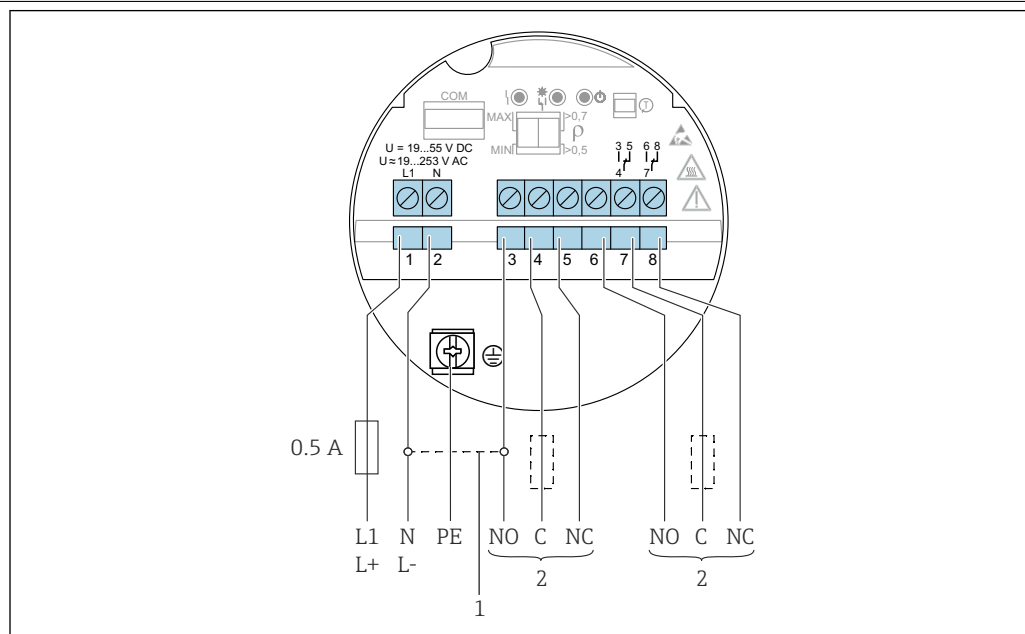 COM
T
MAX >0,7
ρ
MIN >0,5
U = 19...55 V DC
U≈19...253 V AC
L1 N
3 5 6 8
4 7
1 2 3 4 5 6 7 8
0.5 A
L1 N PE NO C NC NO C NC
L+ L-
2 2
1